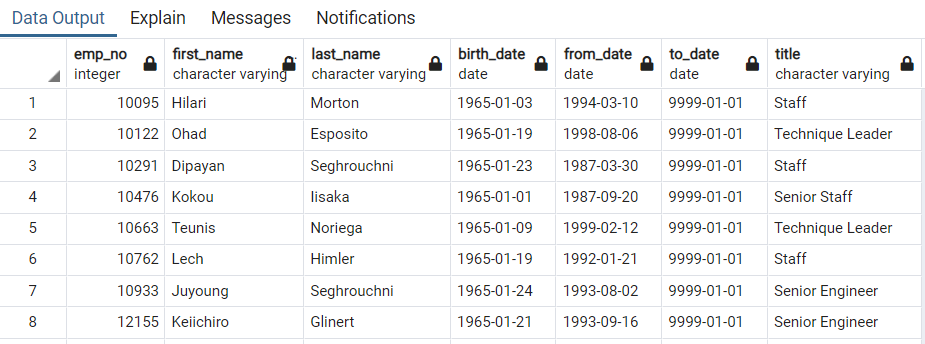 Data Output Explain Messages Notifications
emp_no first_name last_name birth_date from_date to_date title
integer character varying character varying date date date character varying
1 10095 Hilari Morton 1965-01-03 1994-03-10 9999-01-01 Staff
2 10122 Ohad Esposito 1965-01-19 1998-08-06 9999-01-01 Technique Leader
3 10291 Dipayan Seghrouchni 1965-01-23 1987-03-30 9999-01-01 Staff
4 10476 Kokou Iisaka 1965-01-01 1987-09-20 9999-01-01 Senior Staff
5 10663 Teunis Noriega 1965-01-09 1999-02-12 9999-01-01 Technique Leader
6 10762 Lech Himler 1965-01-19 1992-01-21 9999-01-01 Staff
7 10933 Juyoung Seghrouchni 1965-01-24 1993-08-02 9999-01-01 Senior Engineer
8 12155 Keiichiro Glinert 1965-01-21 1993-09-16 9999-01-01 Senior Engineer